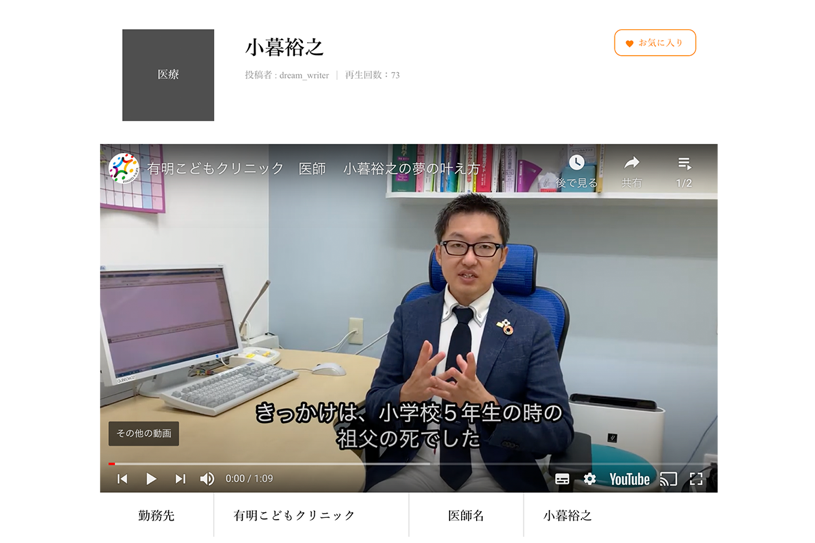 医療
小暮裕之
お気に入り
投稿者 : dream_writer ｜ 再生回数：73
有明こどもクリニック　医師　小暮裕之の夢の叶え方
後で見る
共有
1/2
きっかけは、小学校５年生の時の
祖父の死でした
その他の動画
0:00 / 1:09
YouTube
勤務先
有明こどもクリニック
医師名
小暮裕之